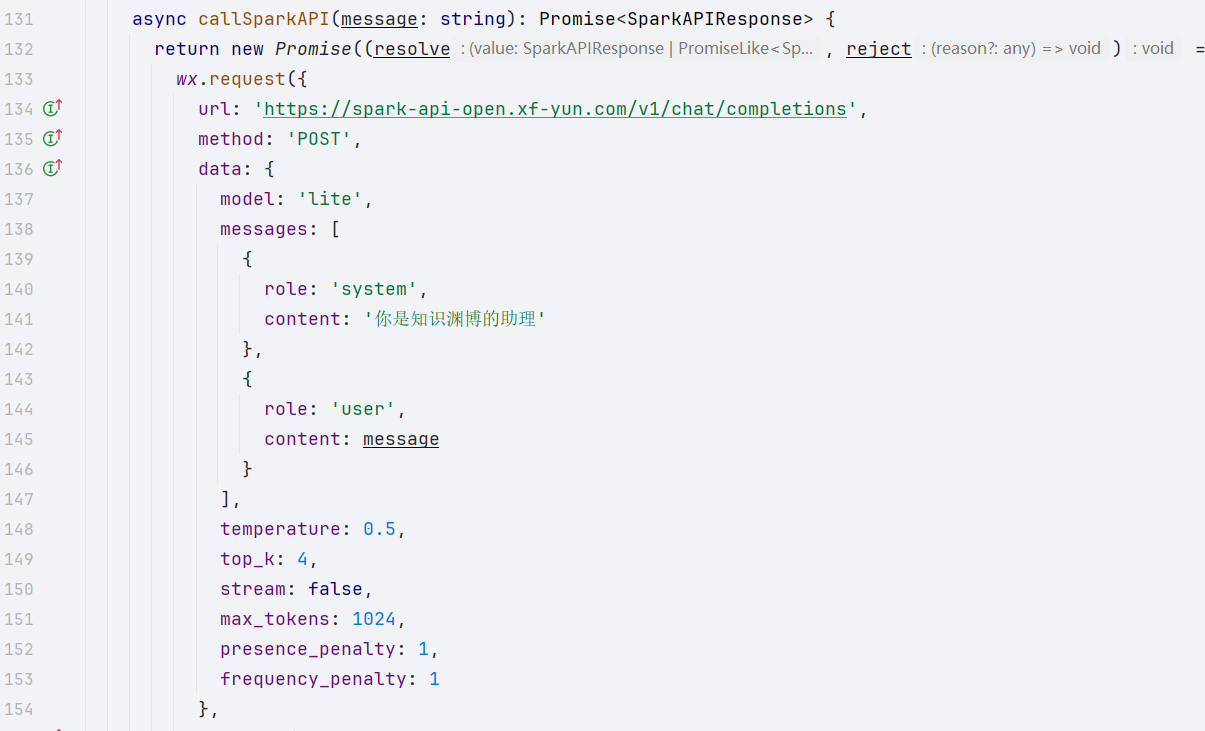 131 async callSparkAPI(message: string): Promise<SparkAPIResponse> {
132 return new Promise((resolve : (value: SparkAPIResponse | PromiseLike<Sp... , reject : (reason?: any) => void ) : void =
133 wx.request({
134 url: 'https://spark-api-open.xf-yun.com/v1/chat/completions',
135 method: 'POST',
136 data: {
137 model: 'lite',
138 messages: [
139 {
140 role: 'system',
141 content: '你是知识渊博的助理'
142 },
143 {
144 role: 'user',
145 content: message
146 }
147 ],
148 temperature: 0.5,
149 top_k: 4,
150 stream: false,
151 max_tokens: 1024,
152 presence_penalty: 1,
153 frequency_penalty: 1
154 },